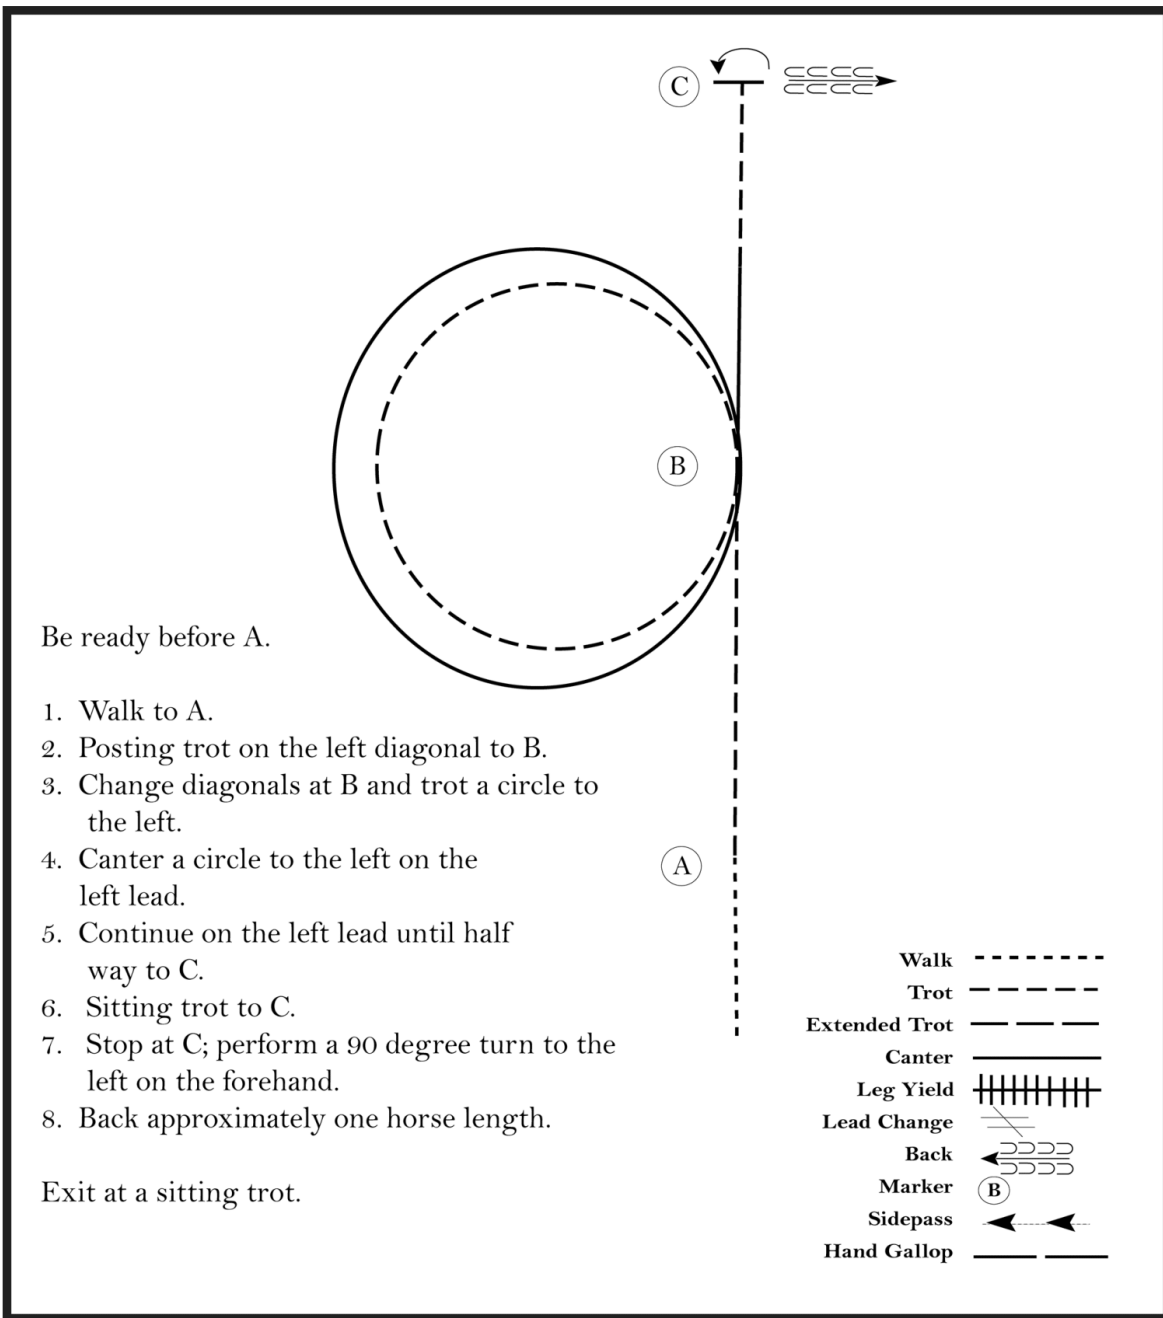 C
B
Be ready before A.
1. Walk to A.
2. Posting trot on the left diagonal to B.
3. Change diagonals at B and trot a circle to
the left.
4. Canter a circle to the left on the
left lead.
5. Continue on the left lead until half
way to C.
6. Sitting trot to C.
7. Stop at C; perform a 90 degree turn to the
left on the forehand.
8. Back approximately one horse length.
Exit at a sitting trot.
A
Walk
Trot
Extended Trot
Canter
Leg Yield
Lead Change
Back
Marker B
Sidepass
Hand Gallop